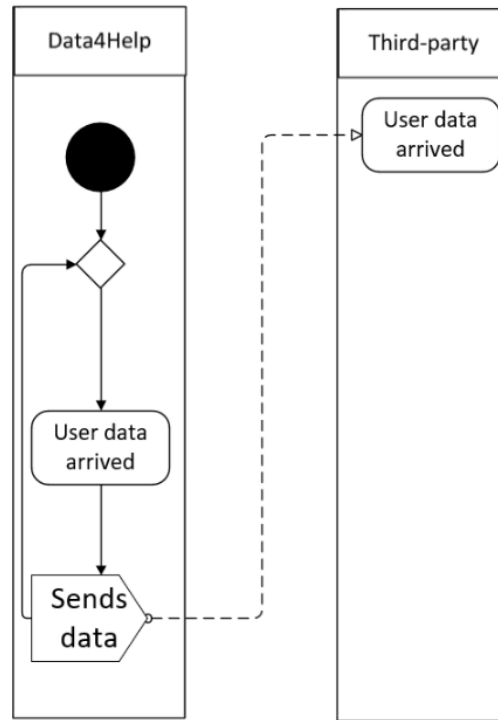 Data4Help
Third-party
User data
arrived
User data
arrived
Sends
data